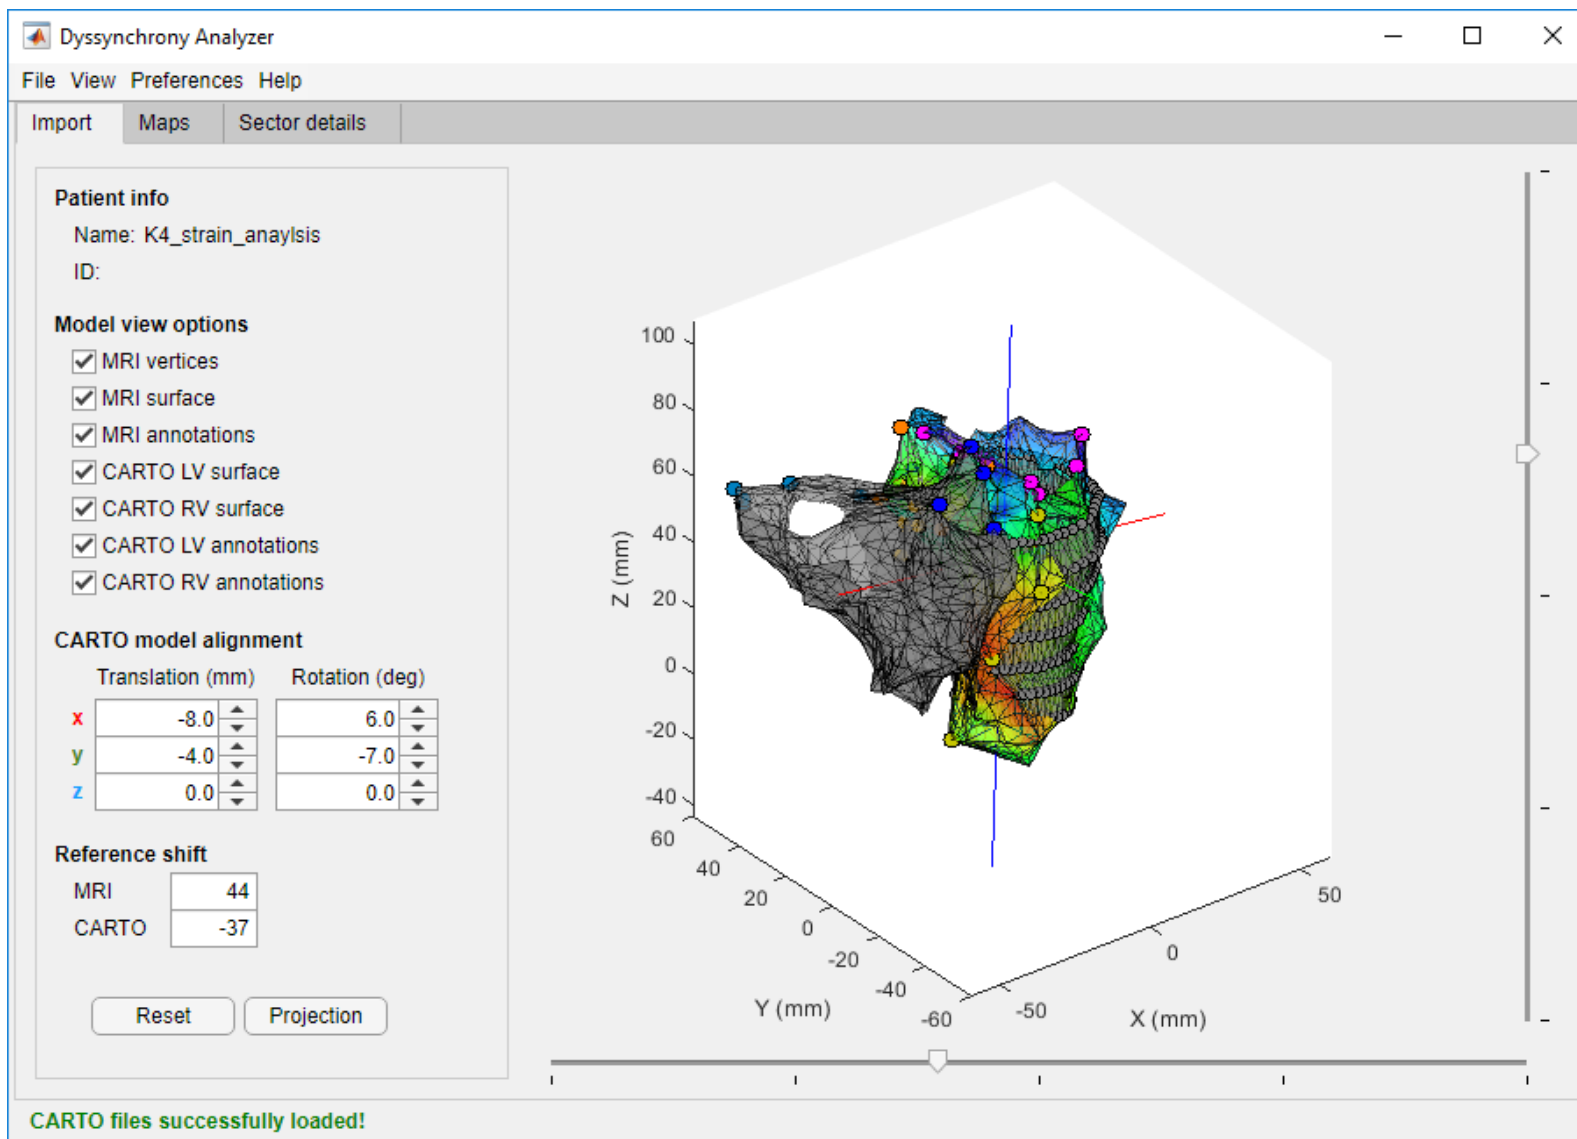 Dyssynchrony Analyzer
File View Preferences Help
Import Maps Sector details
Patient info
Name: K4_strain_anaylsis
ID:
Model view options
MRI vertices
MRI surface
MRI annotations
CARTO LV surface
CARTO RV surface
CARTO LV annotations
CARTO RV annotations
CARTO model alignment
Translation (mm) Rotation (deg)
x -8.0 6.0
y -4.0 -7.0
z 0.0 0.0
Reference shift
MRI 44
CARTO -37
Reset Projection
100
80
60
40
20
0
-20
-40
Z (mm)
60
40
20
0
-20
-40
-60
Y (mm)
-50
0
50
X (mm)
CARTO files successfully loaded!